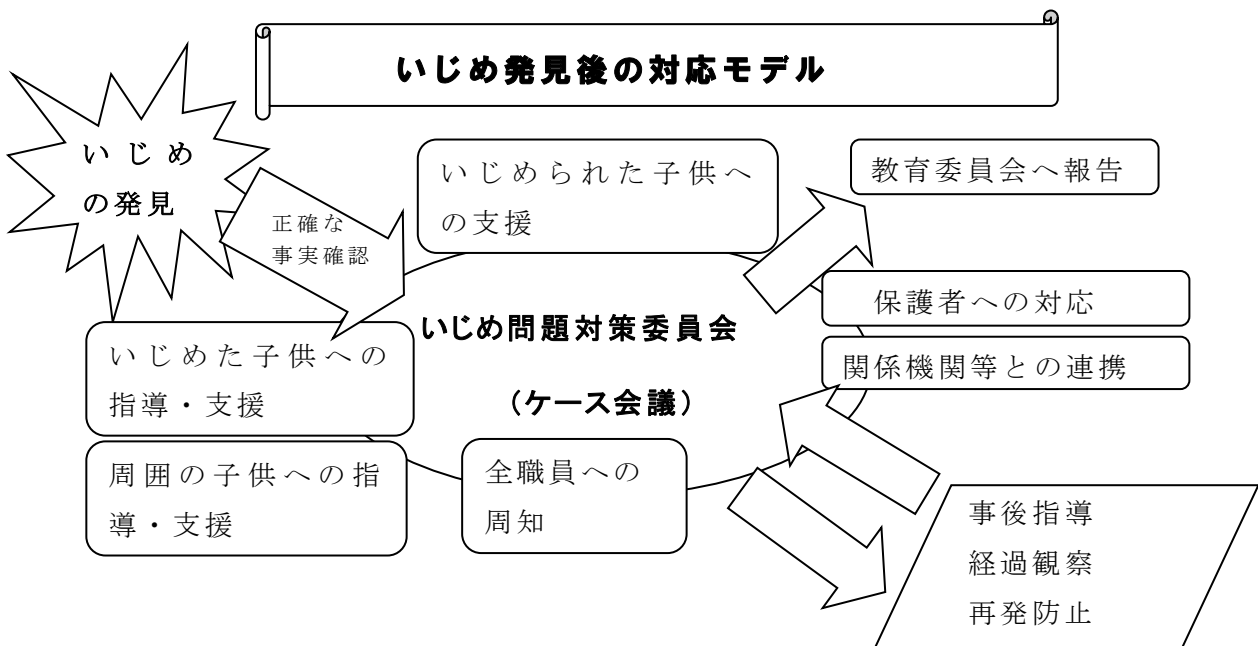 いじめ発見後の対応モデル
いじめ
の発見
正確な
事実確認
いじめられた子供へ
の支援
教育委員会へ報告
保護者への対応
関係機関等との連携
いじめ問題対策委員会
（ケース会議）
いじめた子供への
指導・支援
周囲の子供への指
導・支援
全職員への
周知
事後指導
経過観察
再発防止